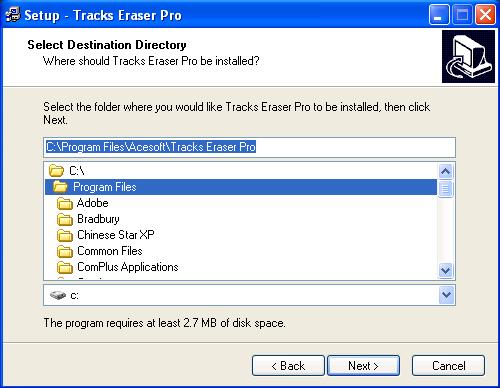 Setup - Tracks Eraser Pro
Select Destination Directory
Where should Tracks Eraser Pro be installed?
Select the folder where you would like Tracks Eraser Pro to be installed, then click
Next.
C:\Program Files\Acesoft\Tracks Eraser Pro
C:\
Program Files
Adobe
Bradbury
Chinese Star XP
Common Files
ComPlus Applications
c:
The program requires at least 2.7 MB of disk space.
< Back
Next >
Cancel